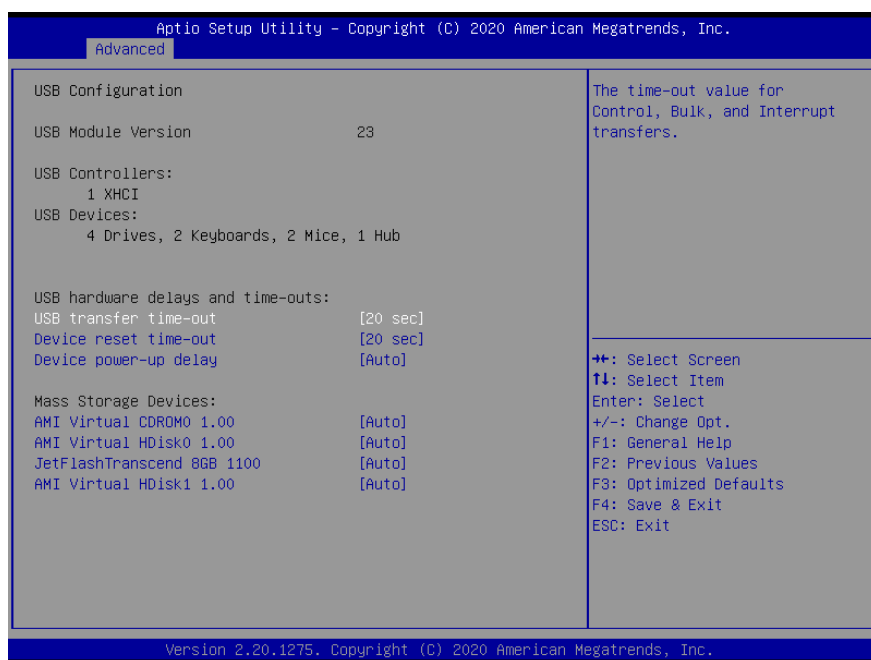 Aptio Setup Utility – Copyright (C) 2020 American Megatrends, Inc.
Advanced
USB Configuration
USB Module Version 23
USB Controllers:
1 XHCI
USB Devices:
4 Drives, 2 Keyboards, 2 Mice, 1 Hub
USB hardware delays and time-outs:
USB transfer time-out [20 sec]
Device reset time-out [20 sec]
Device power-up delay [Auto]
Mass Storage Devices:
AMI Virtual CDROM0 1.00 [Auto]
AMI Virtual HDisk0 1.00 [Auto]
JetFlashTranscend 8GB 1100 [Auto]
AMI Virtual HDisk1 1.00 [Auto]
The time-out value for
Control, Bulk, and Interrupt
transfers.
→←: Select Screen
↑↓: Select Item
Enter: Select
+/-: Change Opt.
F1: General Help
F2: Previous Values
F3: Optimized Defaults
F4: Save & Exit
ESC: Exit
Version 2.20.1275. Copyright (C) 2020 American Megatrends, Inc.